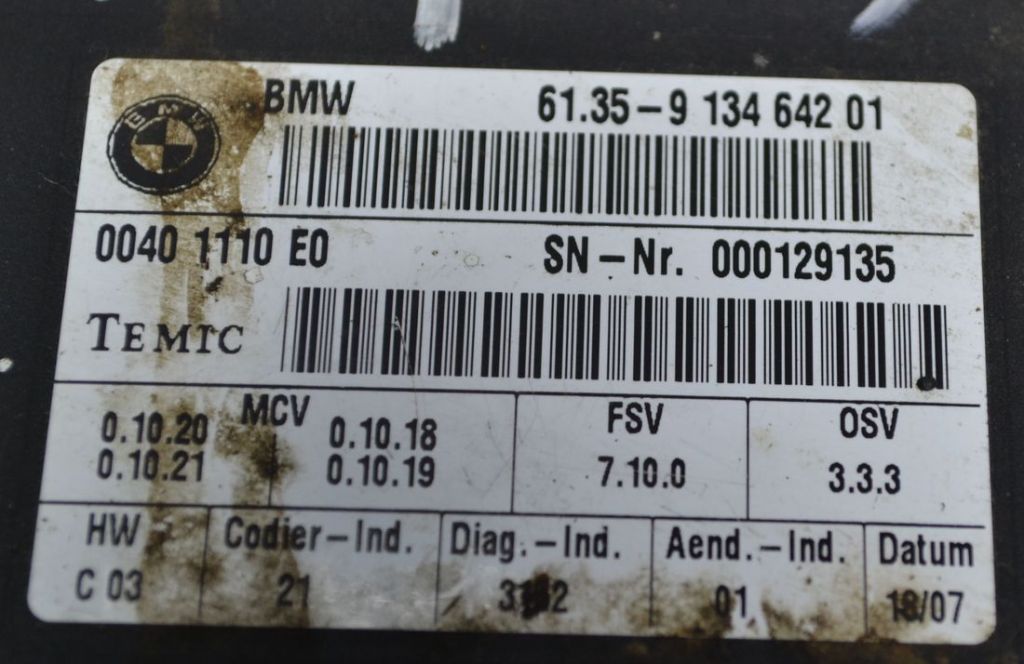 BMW
BMW 61.35-9 134 642 01
0040 1110 E0 SN-Nr. 000129135
TEMIC
MCV FSV OSV
0.10.20 0.10.18
0.10.21 0.10.19 7.10.0 3.3.3
HW Codier-Ind. Diag.-Ind. Aend.-Ind. Datum
C 03 21 01